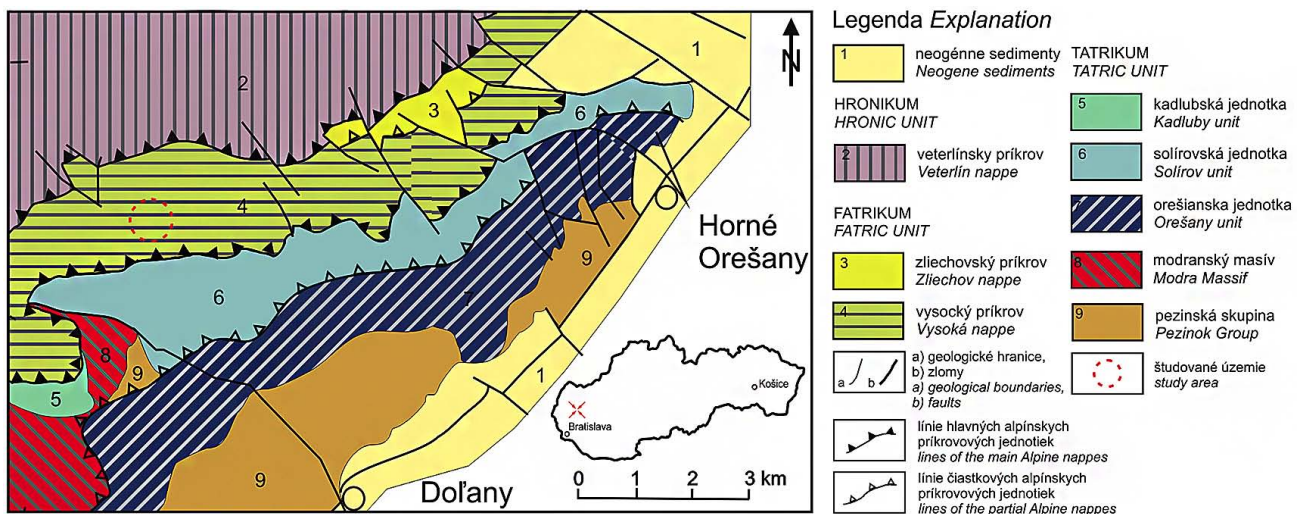 1
2
3
6
4
6
7
9
8
9
5
9
1
N
Horné
Orešany
Doľany
Košice
Bratislava
0 1 2 3 km
Legenda Explanation
1 neogénne sedimenty
Neogene sediments
HRONIKUM
HRONIC UNIT
2 veterlínsky príkrov
Veterlín nappe
FATRIKUM
FATRIC UNIT
3 zliechovský príkrov
Zliechov nappe
4 vysocký príkrov
Vysoká nappe
a b
a) geologické hranice,
b) zlomy
a) geological boundaries,
b) faults
línie hlavných alpínskych
príkrovových jednotiek
lines of the main Alpine nappes
línie čiastkových alpínskych
príkrovových jednotiek
lines of the partial Alpine nappes
TATRIKUM
TATRIC UNIT
5 kadlubská jednotka
Kadluby unit
6 solírovská jednotka
Solírov unit
orešianska jednotka
Orešany unit
8 modranský masív
Modra Massif
9 pezinská skupina
Pezinok Group
študované územie
study area